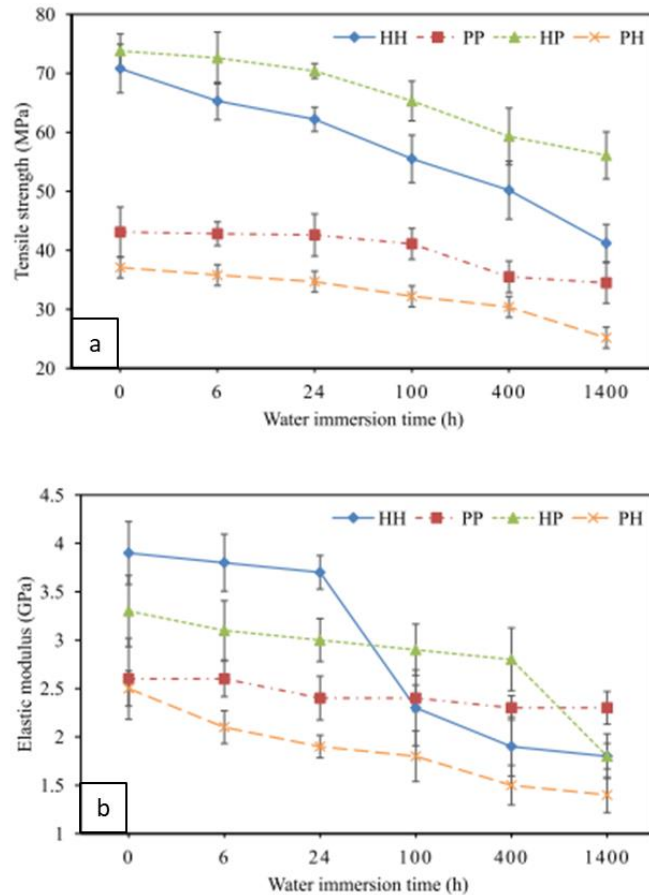 80
HH PP HP PH
70
60
50
40
30
20
Tensile strength (MPa)
a
0 6 24 100 400 1400
Water immersion time (h)
4.5
HH PP HP PH
4
3.5
3
2.5
2
1.5
1
Elastic modulus (GPa)
b
0 6 24 100 400 1400
Water immersion time (h)